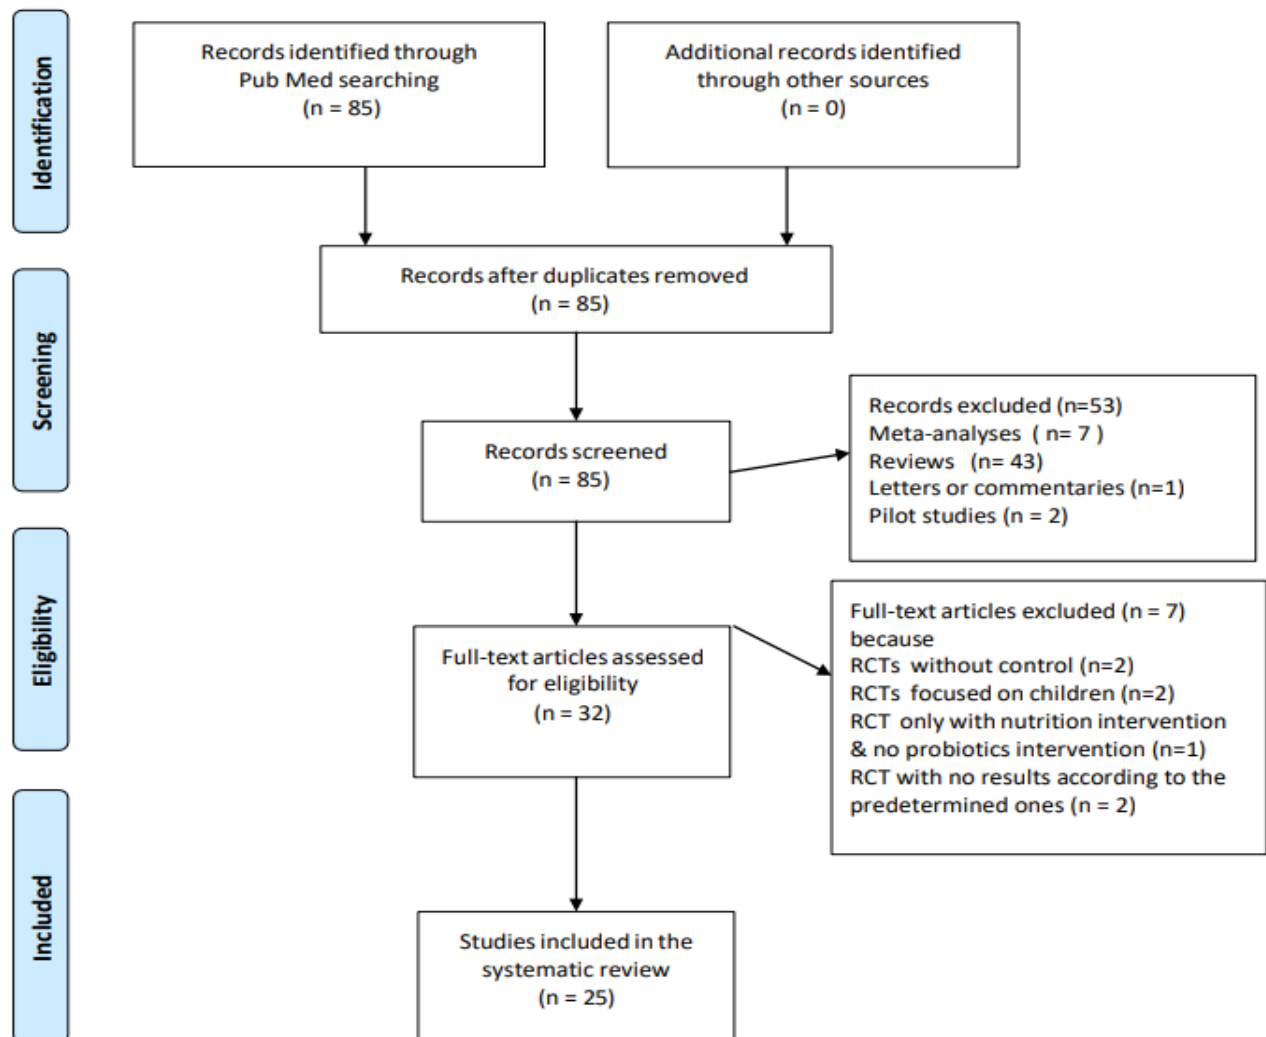 Identification
Records identified through
Pub Med searching
(n = 85)
Additional records identified
through other sources
(n = 0)
Records after duplicates removed
(n = 85)
Screening
Records screened
(n = 85)
Records excluded (n=53)
Meta-analyses ( n= 7 )
Reviews (n= 43)
Letters or commentaries (n=1)
Pilot studies (n = 2)
Eligibility
Full-text articles assessed
for eligibility
(n = 32)
Full-text articles excluded (n = 7)
because
RCTs without control (n=2)
RCTs focused on children (n=2)
RCT only with nutrition intervention
& no probiotics intervention (n=1)
RCT with no results according to the
predetermined ones (n = 2)
Included
Studies included in the
systematic review
(n = 25)